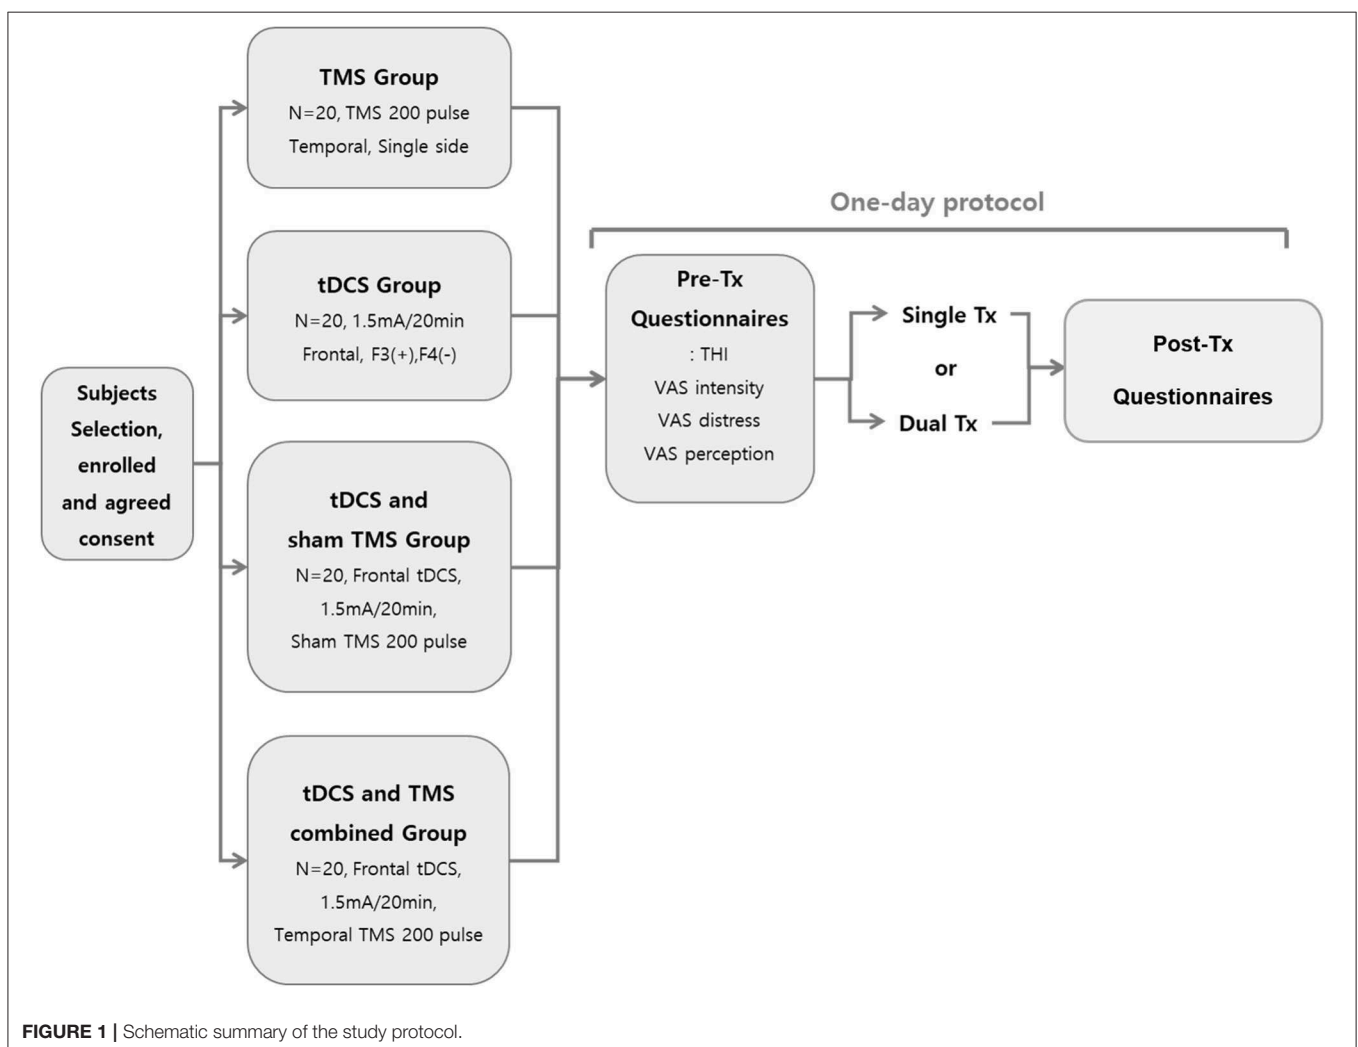 Subjects
Selection,
enrolled
and agreed
consent
TMS Group
N=20, TMS 200 pulse
Temporal, Single side
tDCS Group
N=20, 1.5mA/20min
Frontal, F3(+),F4(-)
tDCS and
sham TMS Group
N=20, Frontal tDCS,
1.5mA/20min,
Sham TMS 200 pulse
tDCS and TMS
combined Group
N=20, Frontal tDCS,
1.5mA/20min,
Temporal TMS 200 pulse
One-day protocol
Pre-Tx
Questionnaires
: THI
VAS intensity
VAS distress
VAS perception
Single Tx
or
Dual Tx
Post-Tx
Questionnaires
FIGURE 1 | Schematic summary of the study protocol.